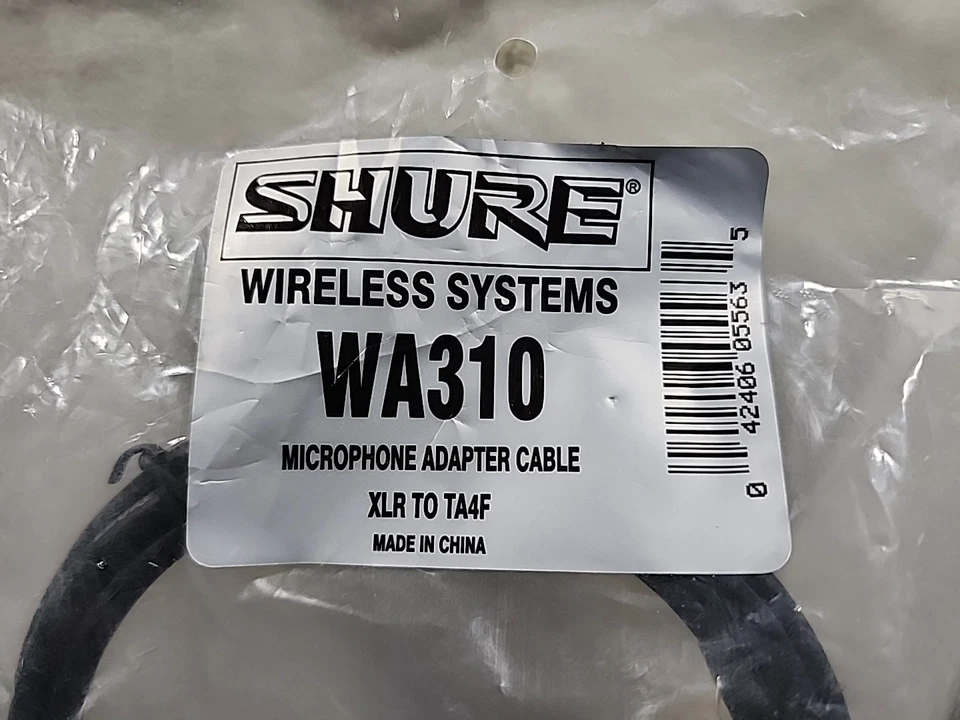 SHURE®
WIRELESS SYSTEMS
WA310
MICROPHONE ADAPTER CABLE
XLR TO TA4F
MADE IN CHINA
0 42406 05563 5